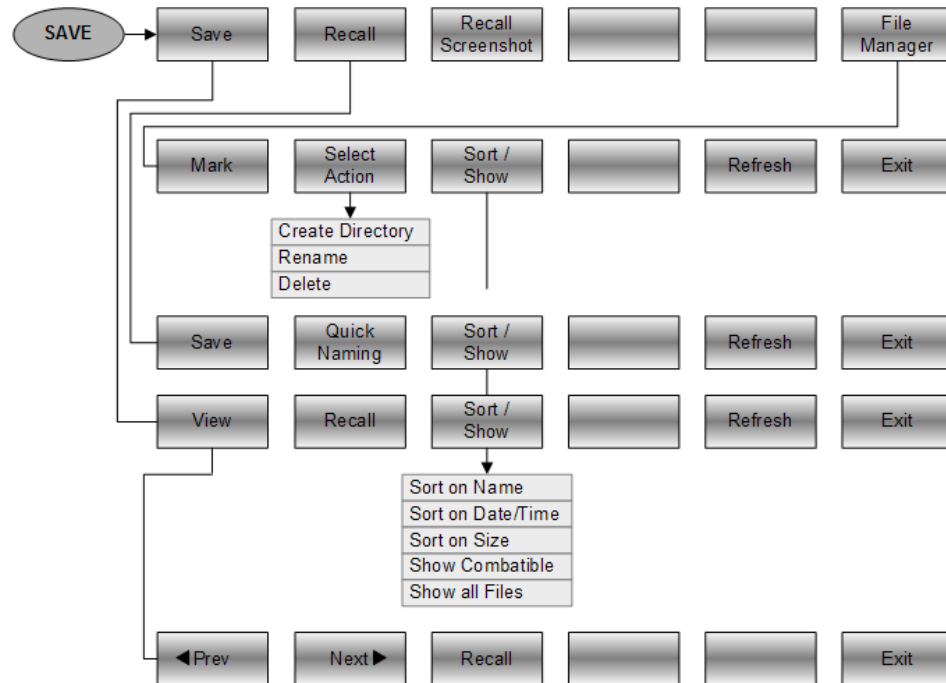 SAVE
Save
Recall
Recall
Screenshot
File
Manager
Mark
Select
Action
Sort /
Show
Refresh
Exit
Create Directory
Rename
Delete
Save
Quick
Naming
Sort /
Show
Refresh
Exit
View
Recall
Sort /
Show
Refresh
Exit
Sort on Name
Sort on Date/Time
Sort on Size
Show Combatible
Show all Files
◀Prev
Next▶
Recall
Exit